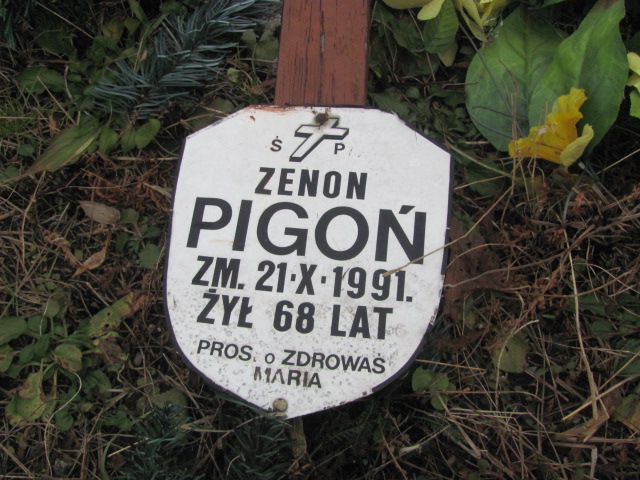 Ś P
ZENON
PIGOŃ
ZM. 21·X·1991.
ŻYŁ 68 LAT
PROS. o ZDROWAŚ
MARIA